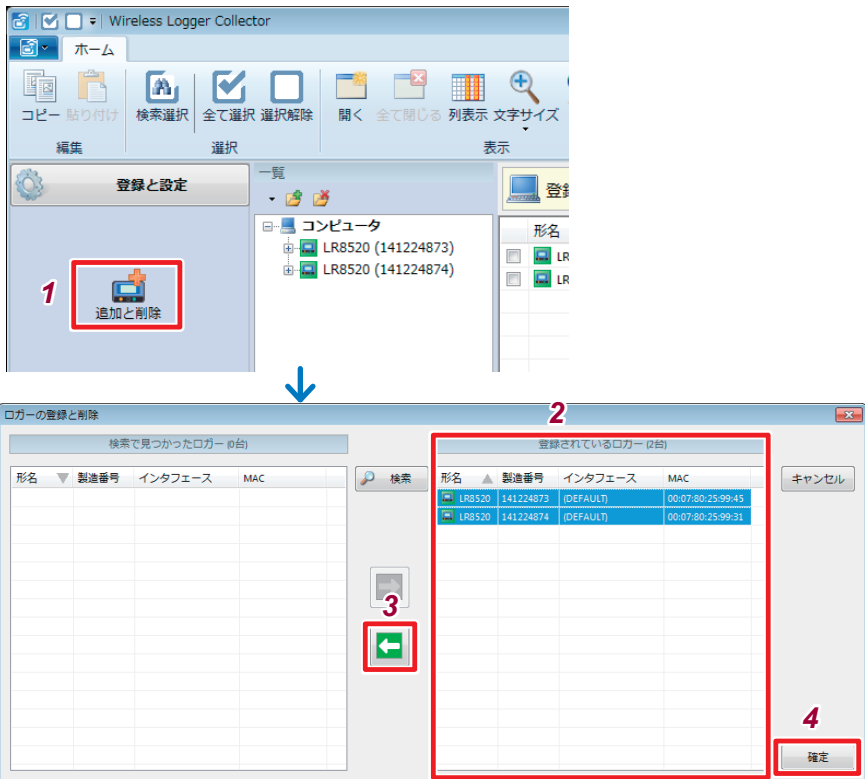 Wireless Logger Collector
ホーム
コピー 貼り付け 検索選択 全て選択 選択解除 開く 全て閉じる 列表示 文字サイズ
編集 選択 表示
登録と設定
一覧
登録
コンピュータ
形名
LR8520 (141224873)
LR
LR8520 (141224874)
LR
1
追加と削除
ロガーの登録と削除
2
検索で見つかったロガー (0台)
登録されているロガー (2台)
形名 製造番号 インタフェース MAC
検索
形名 製造番号 インタフェース MAC
キャンセル
LR8520 141224873 (DEFAULT) 00:07:80:25:99:45
LR8520 141224874 (DEFAULT) 00:07:80:25:99:31
3
4
確定